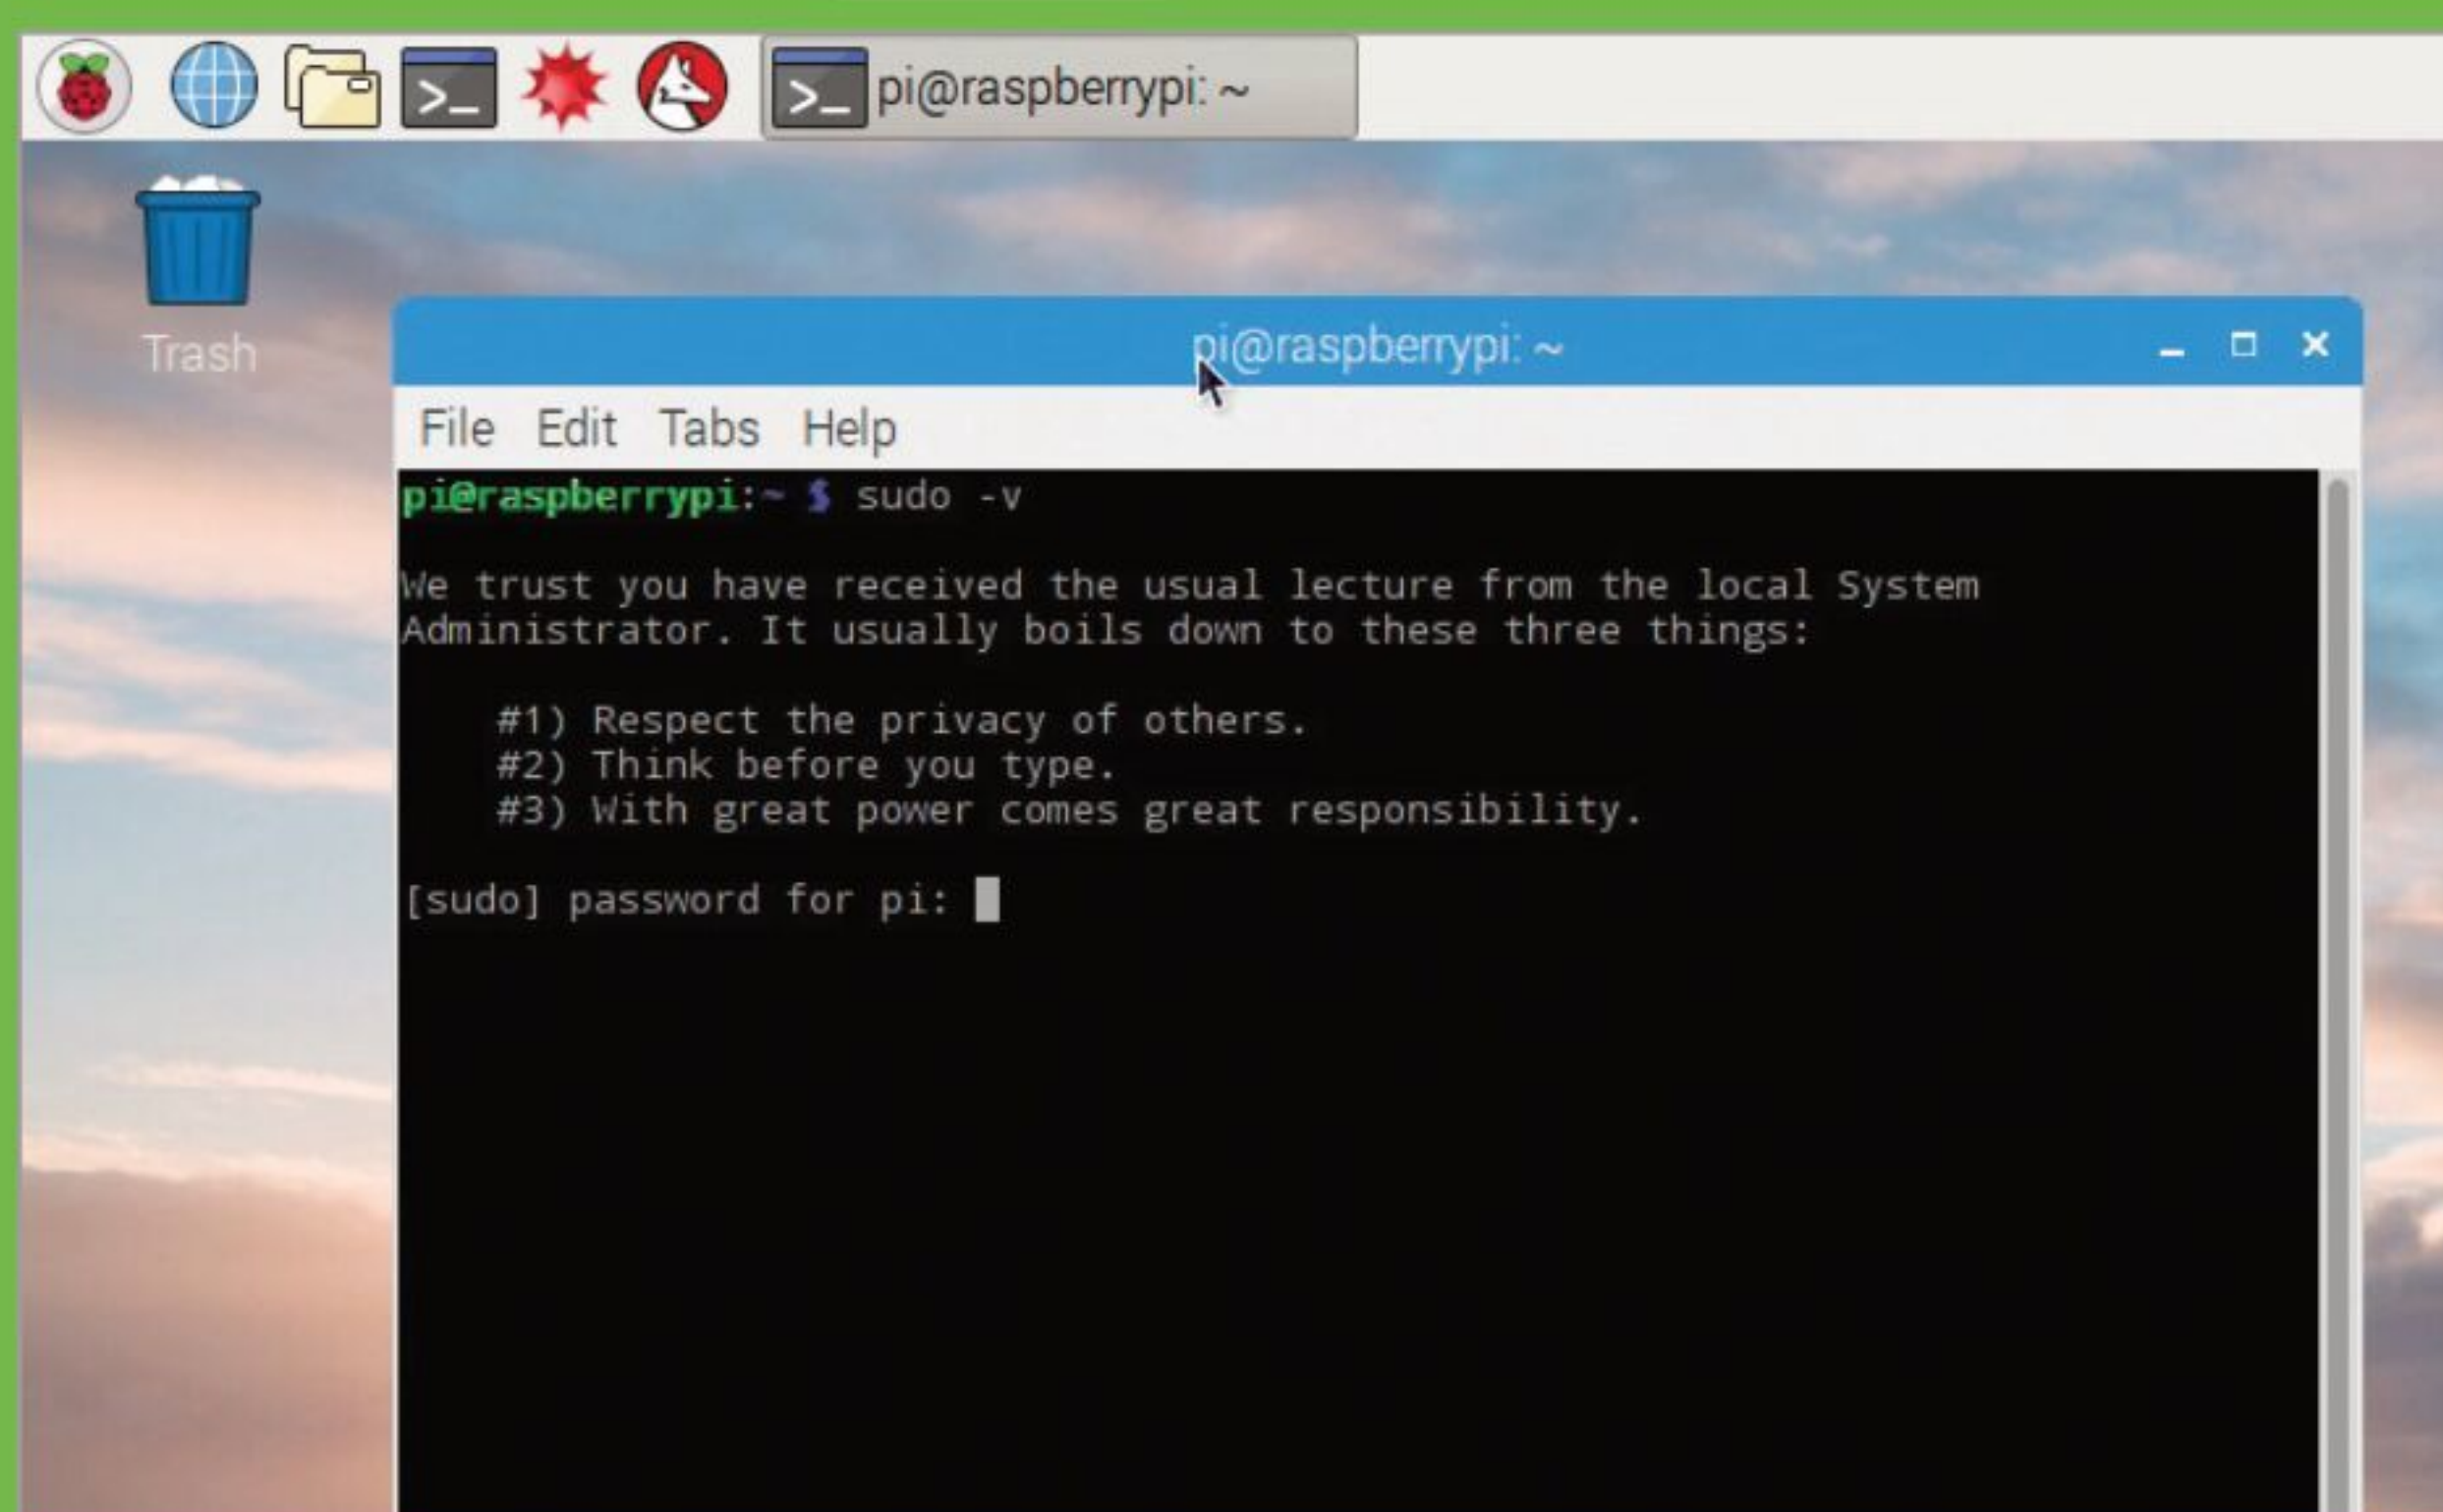 >_
>_ pi@raspberrypi: ~
Trash
pi@raspberrypi: ~
File Edit Tabs Help
pi@raspberrypi:~ $ sudo -v
We trust you have received the usual lecture from the local System
Administrator. It usually boils down to these three things:
#1) Respect the privacy of others.
#2) Think before you type.
#3) With great power comes great responsibility.
[sudo] password for pi: